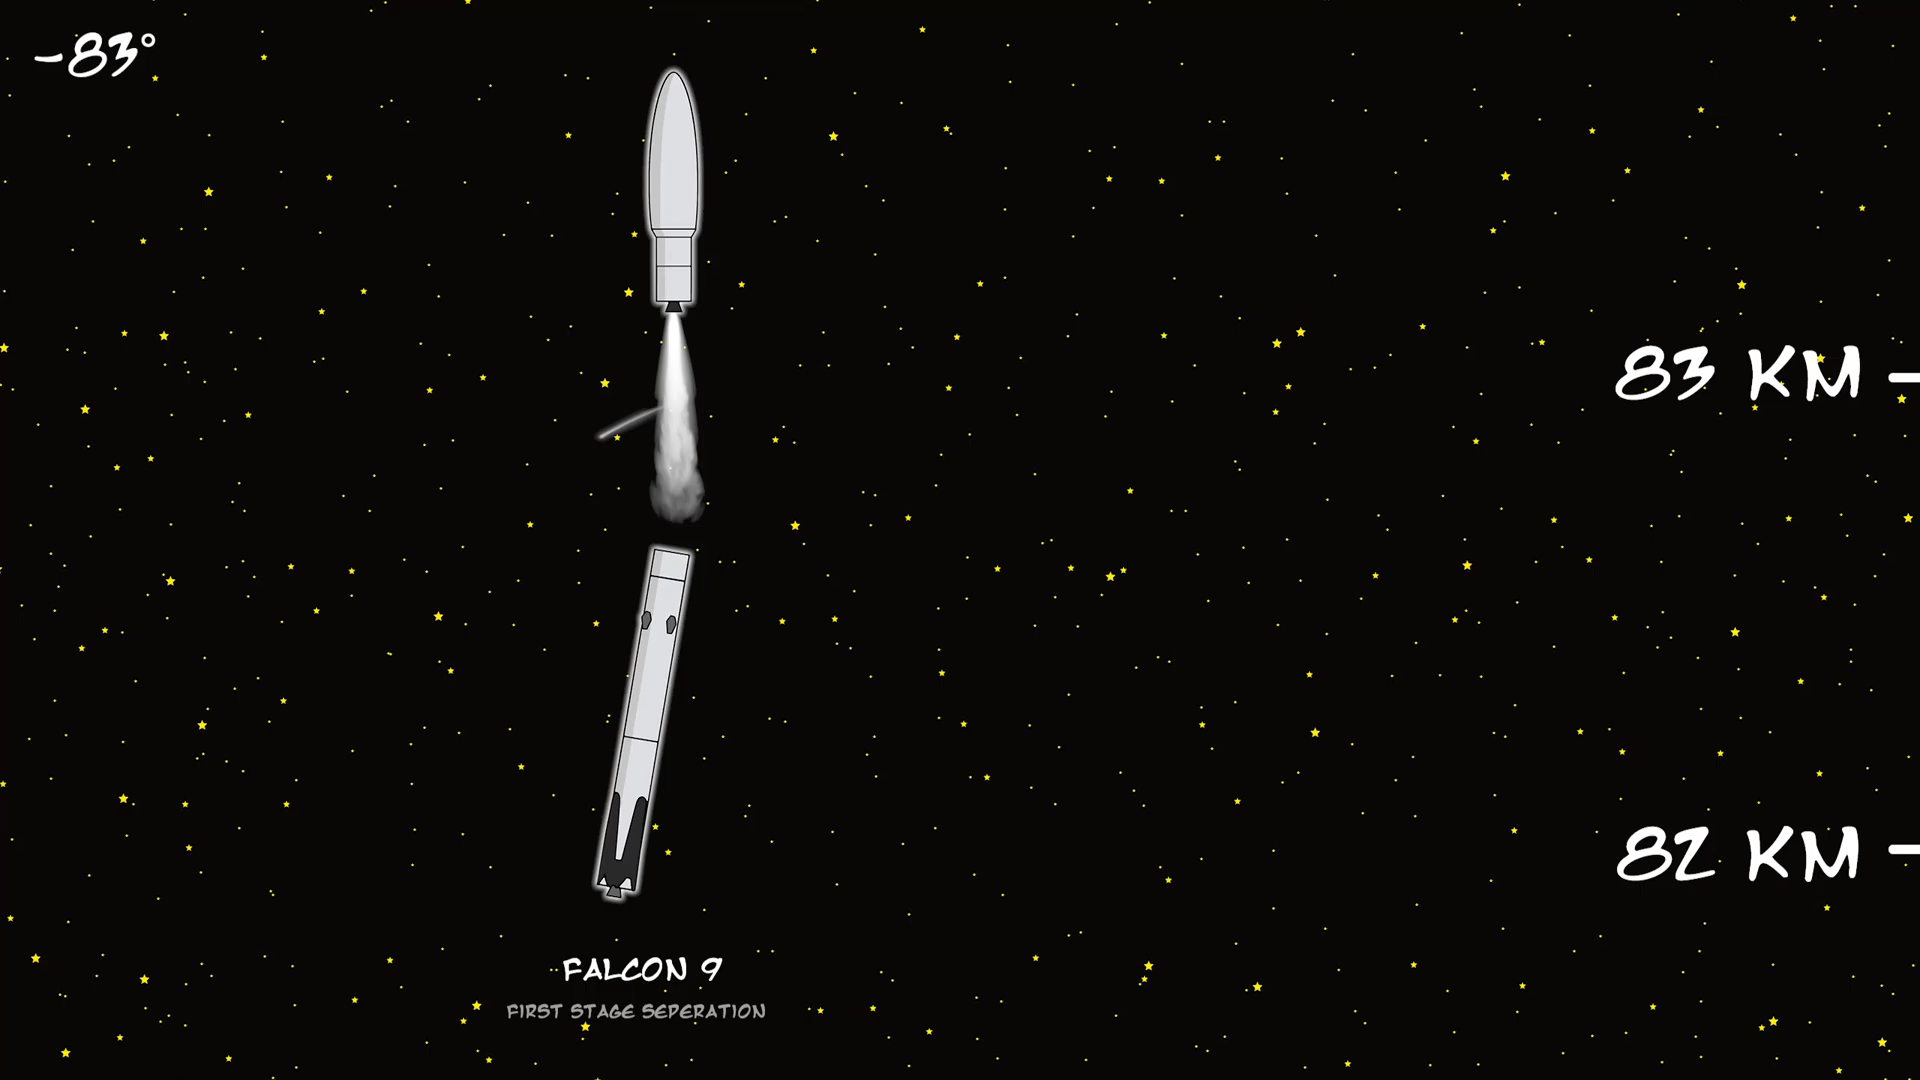 -83°
83 KM
82 KM
FALCON 9
FIRST STAGE SEPERATION